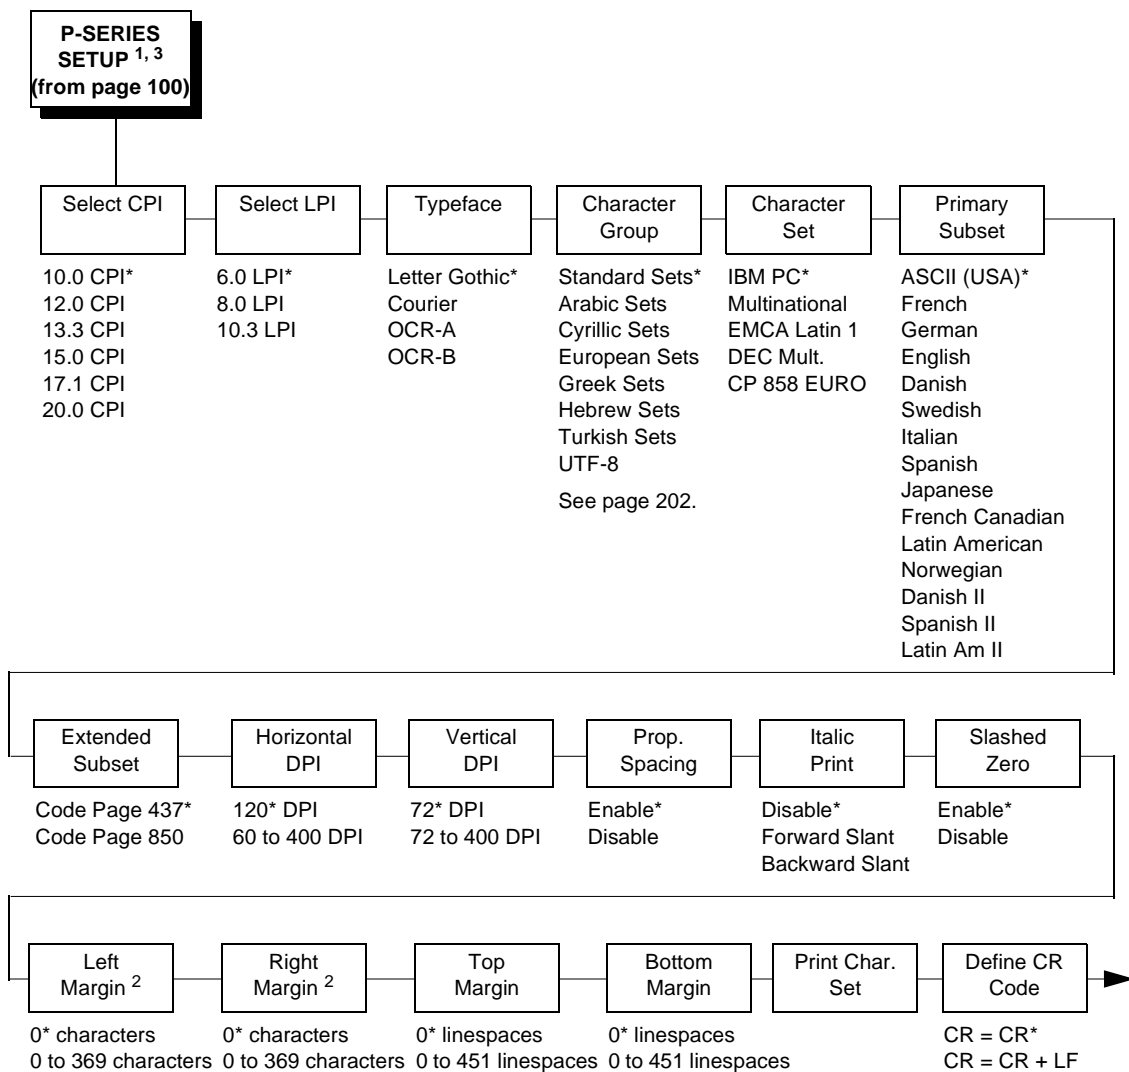 P-SERIES
SETUP 1, 3
(from page 100)
Select CPI
10.0 CPI*
12.0 CPI
13.3 CPI
15.0 CPI
17.1 CPI
20.0 CPI
Select LPI
6.0 LPI*
8.0 LPI
10.3 LPI
Typeface
Letter Gothic*
Courier
OCR-A
OCR-B
Character
Group
Standard Sets*
Arabic Sets
Cyrillic Sets
European Sets
Greek Sets
Hebrew Sets
Turkish Sets
UTF-8
See page 202.
Character
Set
IBM PC*
Multinational
EMCA Latin 1
DEC Mult.
CP 858 EURO
Primary
Subset
ASCII (USA)*
French
German
English
Danish
Swedish
Italian
Spanish
Japanese
French Canadian
Latin American
Norwegian
Danish II
Spanish II
Latin Am II
Extended
Subset
Code Page 437*
Code Page 850
Horizontal
DPI
120* DPI
60 to 400 DPI
Vertical
DPI
72* DPI
72 to 400 DPI
Prop.
Spacing
Enable*
Disable
Italic
Print
Disable*
Forward Slant
Backward Slant
Slashed
Zero
Enable*
Disable
Left
Margin 2
0* characters
0 to 369 characters
Right
Margin 2
0* characters
0 to 369 characters
Top
Margin
0* linespaces
0 to 451 linespaces
Bottom
Margin
0* linespaces
0 to 451 linespaces
Print Char.
Set
Define CR
Code
CR = CR*
CR = CR + LF